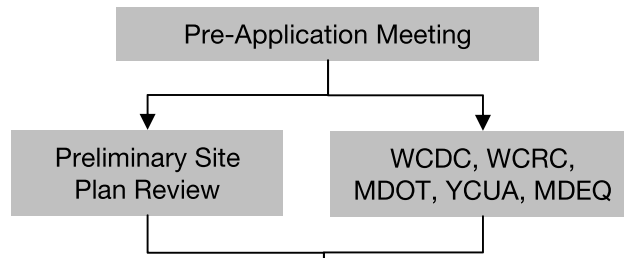 Pre-Application Meeting
Preliminary Site
Plan Review
WCDC, WCRC,
MDOT, YCUA, MDEQ